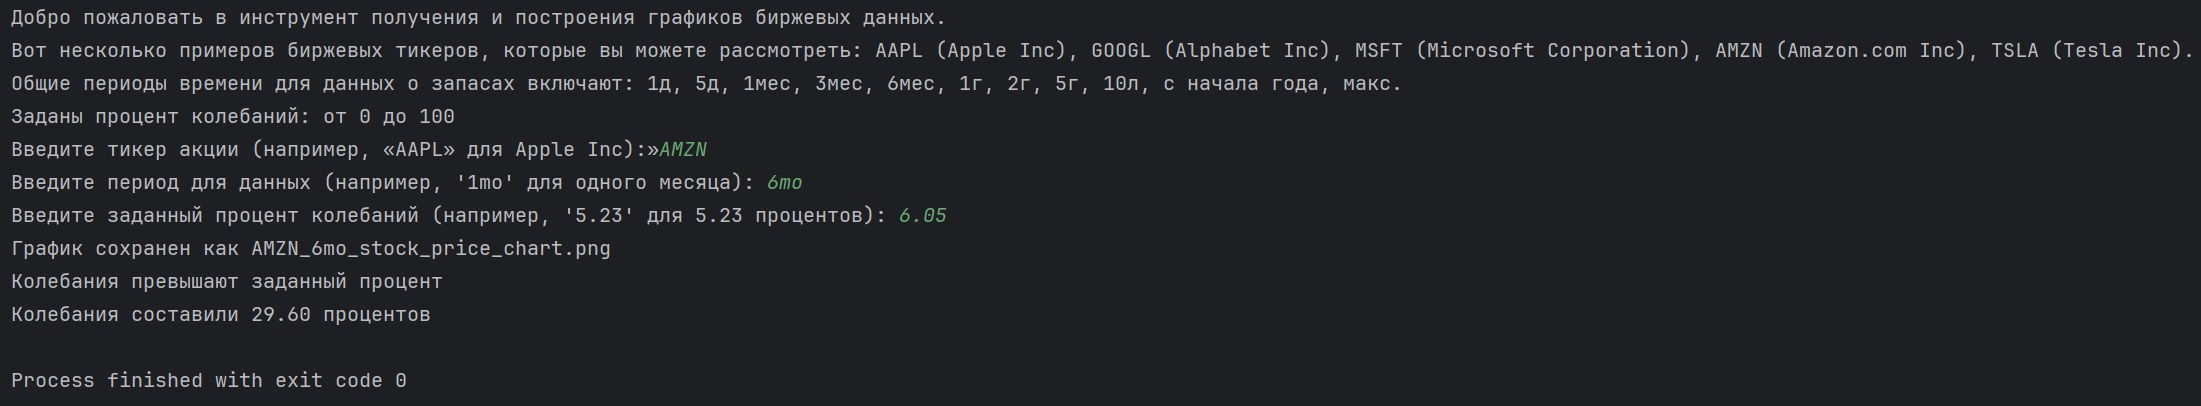 Добро пожаловать в инструмент получения и построения графиков биржевых данных.
Вот несколько примеров биржевых тикеров, которые вы можете рассмотреть: AAPL (Apple Inc), GOOGL (Alphabet Inc), MSFT (Microsoft Corporation), AMZN (Amazon.com Inc), TSLA (Tesla Inc).
Общие периоды времени для данных о запасах включают: 1д, 5д, 1мес, 3мес, 6мес, 1г, 2г, 5г, 10л, с начала года, макс.
Заданы процент колебаний: от 0 до 100
Введите тикер акции (например, «AAPL» для Apple Inc):»AMZN
Введите период для данных (например, '1mo' для одного месяца): 6mo
Введите заданный процент колебаний (например, '5.23' для 5.23 процентов): 6.05
График сохранен как AMZN_6mo_stock_price_chart.png
Колебания превышают заданный процент
Колебания составили 29.60 процентов
Process finished with exit code 0